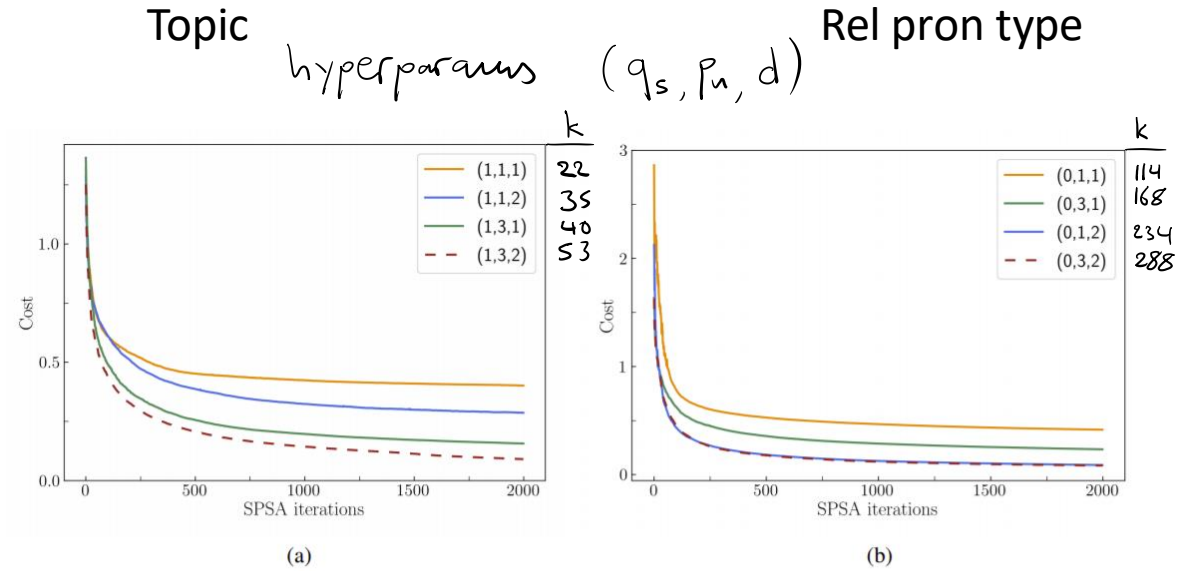 Topic
Rel pron type
hyperparams (qs, pn, d)
k
(1,1,1) 22
(1,1,2) 35
(1,3,1) 40
(1,3,2) 53
1.0
0.5
0.0
Cost
0 500 1000 1500 2000
SPSA iterations
(a)
k
(0,1,1) 114
(0,3,1) 168
(0,1,2) 234
(0,3,2) 288
3
2
1
0
Cost
0 500 1000 1500 2000
SPSA iterations
(b)